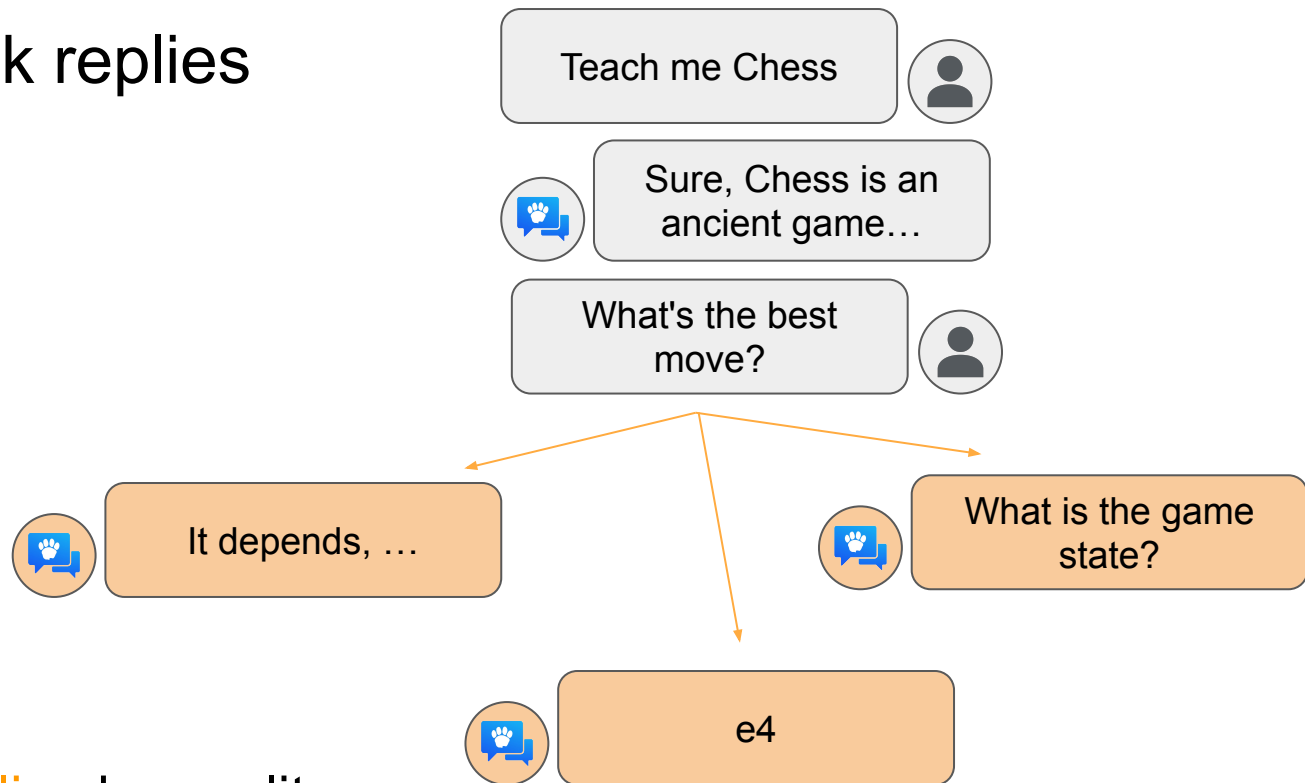 k replies
Teach me Chess
Sure, Chess is an
ancient game…
What's the best
move?
It depends, …
What is the game
state?
e4